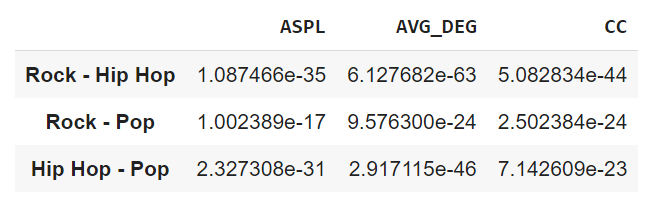 ASPL AVG_DEG CC
Rock - Hip Hop 1.087466e-35 6.127682e-63 5.082834e-44
Rock - Pop 1.002389e-17 9.576300e-24 2.502384e-24
Hip Hop - Pop 2.327308e-31 2.917115e-46 7.142609e-23